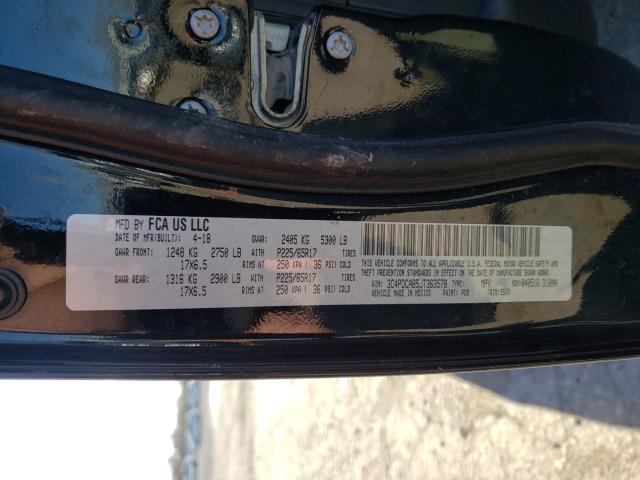 MFD BY FCA US LLC
DATE OF MFR(BUILT): 4-18 GVWR: 2405 KG 5300 LB
GAWR FRONT: 1248 KG 2750 LB WITH P225/65R17 TIRES
17X6.5 RIMS AT 250 KPA ( 36 PSI) COLD
GAWR REAR: 1316 KG 2900 LB WITH P225/65R17 TIRES
17X6.5 RIMS AT 250 KPA ( 36 PSI) COLD
THIS VEHICLE CONFORMS TO ALL APPLICABLE U.S.A. FEDERAL MOTOR VEHICLE SAFETY AND
THEFT PREVENTION STANDARDS IN EFFECT ON THE DATE OF MANUFACTURE SHOWN ABOVE.
VIN: 3C4PDCAB5JT363578 TYPE: MPV MDH: 040516 310AA
VEHICLE MADE IN MEXICO PAINT: TRIM: